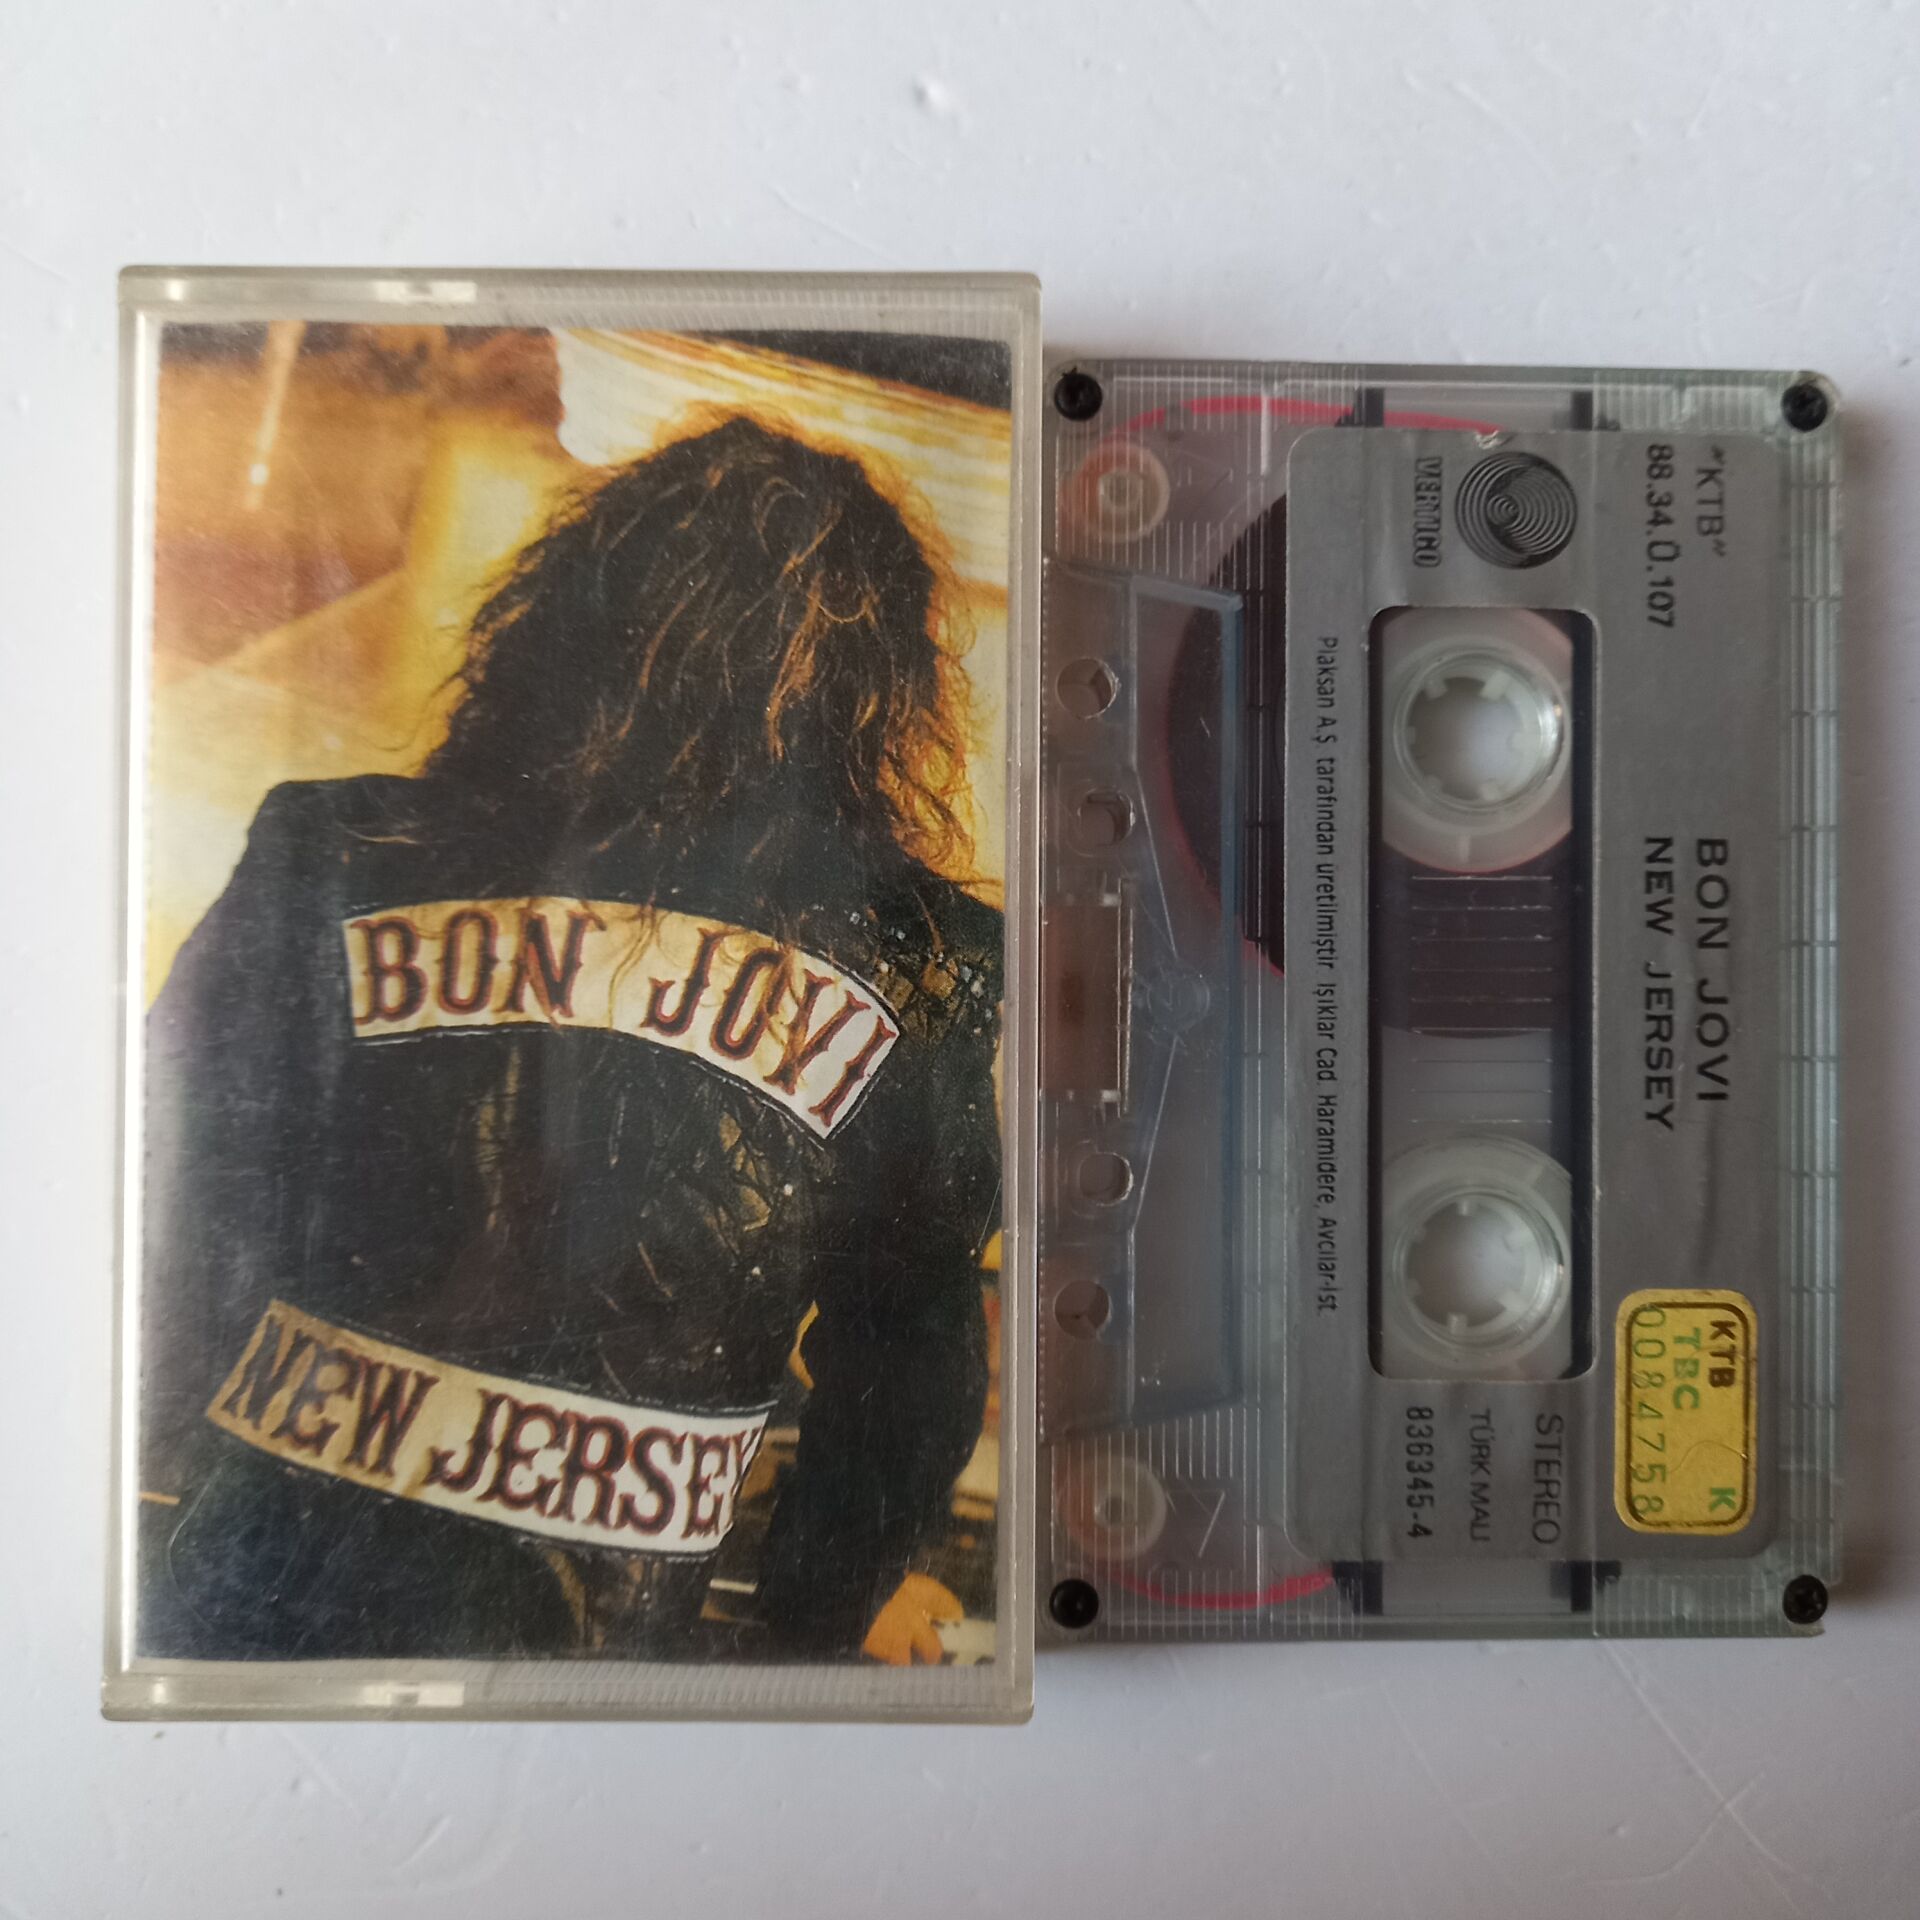 BON JOVI
NEW JERSEY
"KTB"
88.34.Ü.107
VERTIGO
BON JOVI
NEW JERSEY
KTB
TBC K
0084758
STEREO
TÜRK MALI
836345-4
Plaksan A.Ş. tarafından üretilmiştir Işıklar Cad. Haramidere, Avcılar-İst.